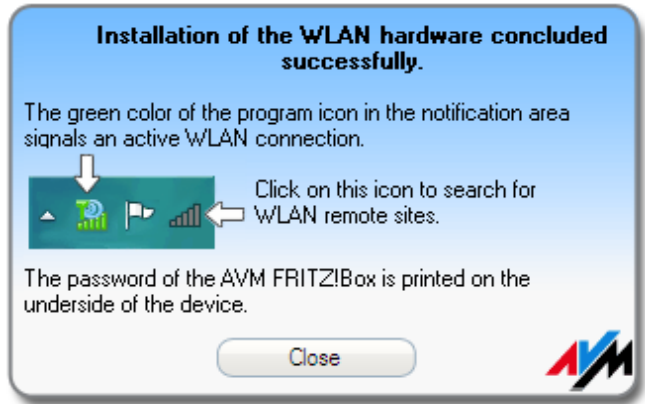 Installation of the WLAN hardware concluded
successfully.
The green color of the program icon in the notification area
signals an active WLAN connection.
Click on this icon to search for
WLAN remote sites.
The password of the AVM FRITZ!Box is printed on the
underside of the device.
Close
AVM